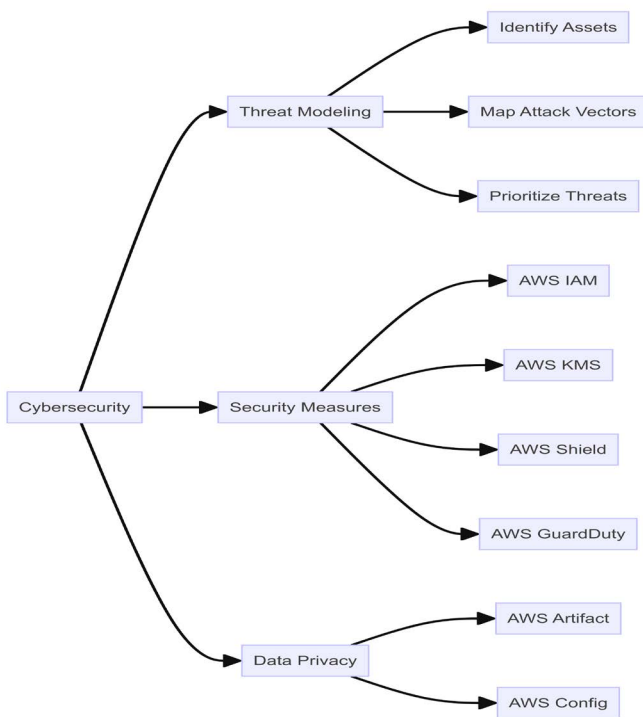 Identify Assets
Threat Modeling
Map Attack Vectors
Prioritize Threats
AWS IAM
AWS KMS
Cybersecurity
Security Measures
AWS Shield
AWS GuardDuty
AWS Artifact
Data Privacy
AWS Config